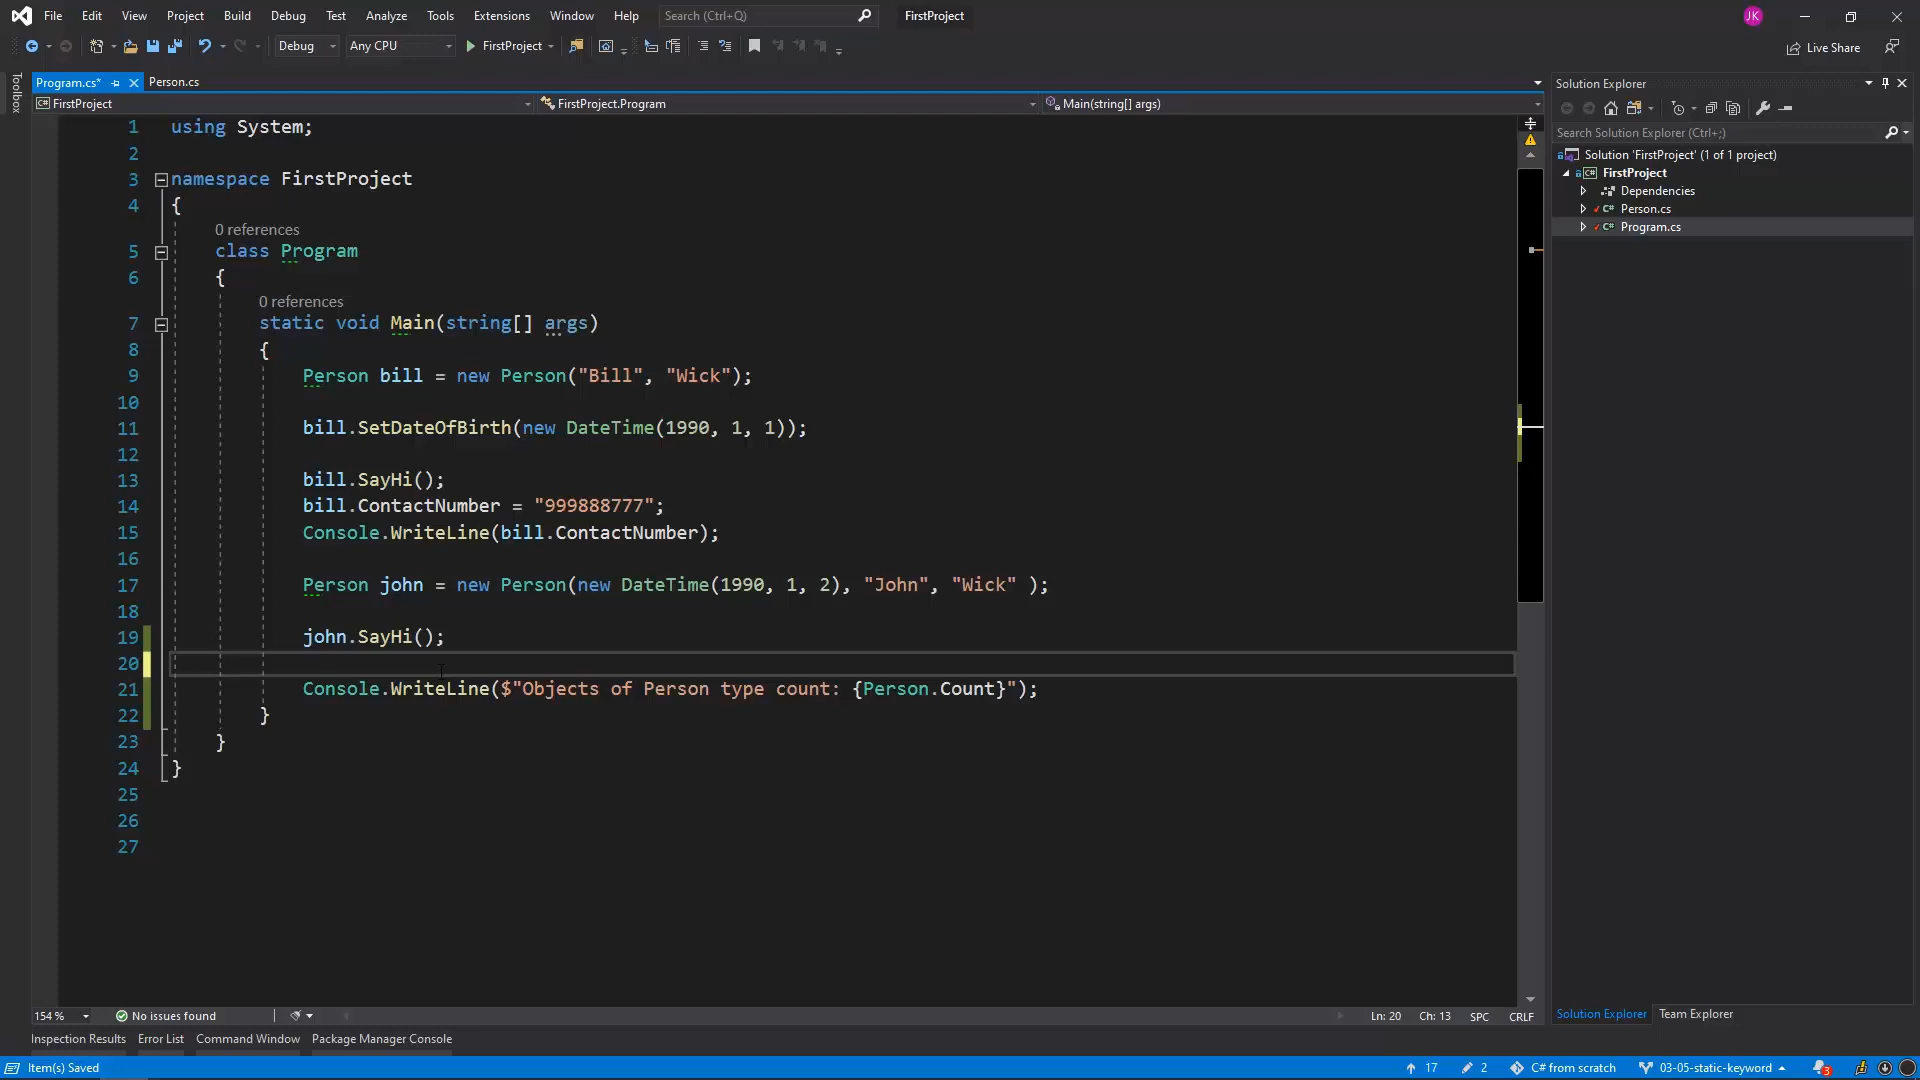 File Edit View Project Build Debug Test Analyze Tools Extensions Window Help Search (Ctrl+Q) FirstProject JK
Debug Any CPU FirstProject Live Share
Toolbox
Program.cs* Person.cs
FirstProject FirstProject.Program Main(string[] args)
1 using System;
2
3 namespace FirstProject
4 {
0 references
5 class Program
6 {
0 references
7 static void Main(string[] args)
8 {
9 Person bill = new Person("Bill", "Wick");
10
11 bill.SetDateOfBirth(new DateTime(1990, 1, 1));
12
13 bill.SayHi();
14 bill.ContactNumber = "999888777";
15 Console.WriteLine(bill.ContactNumber);
16
17 Person john = new Person(new DateTime(1990, 1, 2), "John", "Wick" );
18
19 john.SayHi();
20
21 Console.WriteLine($"Objects of Person type count: {Person.Count}");
22 }
23 }
24 }
25
26
27
154 % No issues found Ln: 20 Ch: 13 SPC CRLF
Solution Explorer
Search Solution Explorer (Ctrl+;)
Solution 'FirstProject' (1 of 1 project)
C# FirstProject
Dependencies
C# Person.cs
C# Program.cs
Solution Explorer Team Explorer
Inspection Results Error List Command Window Package Manager Console
Item(s) Saved 17 2 C# from scratch 03-05-static-keyword 3